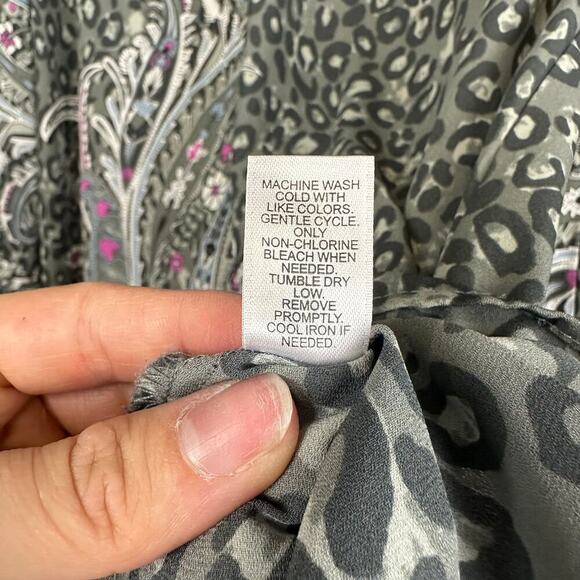 MACHINE WASH
COLD WITH
LIKE COLORS.
GENTLE CYCLE.
ONLY
NON-CHLORINE
BLEACH WHEN
NEEDED.
TUMBLE DRY
LOW.
REMOVE
PROMPTLY.
COOL IRON IF
NEEDED.